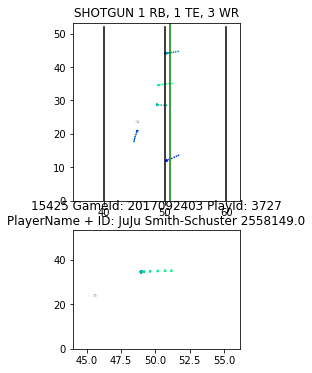 SHOTGUN 1 RB, 1 TE, 3 WR
50
40
30
20
10
0
40 50 60
15425 GameId: 2017092403 PlayId: 3727
PlayerName + ID: JuJu Smith-Schuster 2558149.0
40
20
0
45.0 47.5 50.0 52.5 55.0